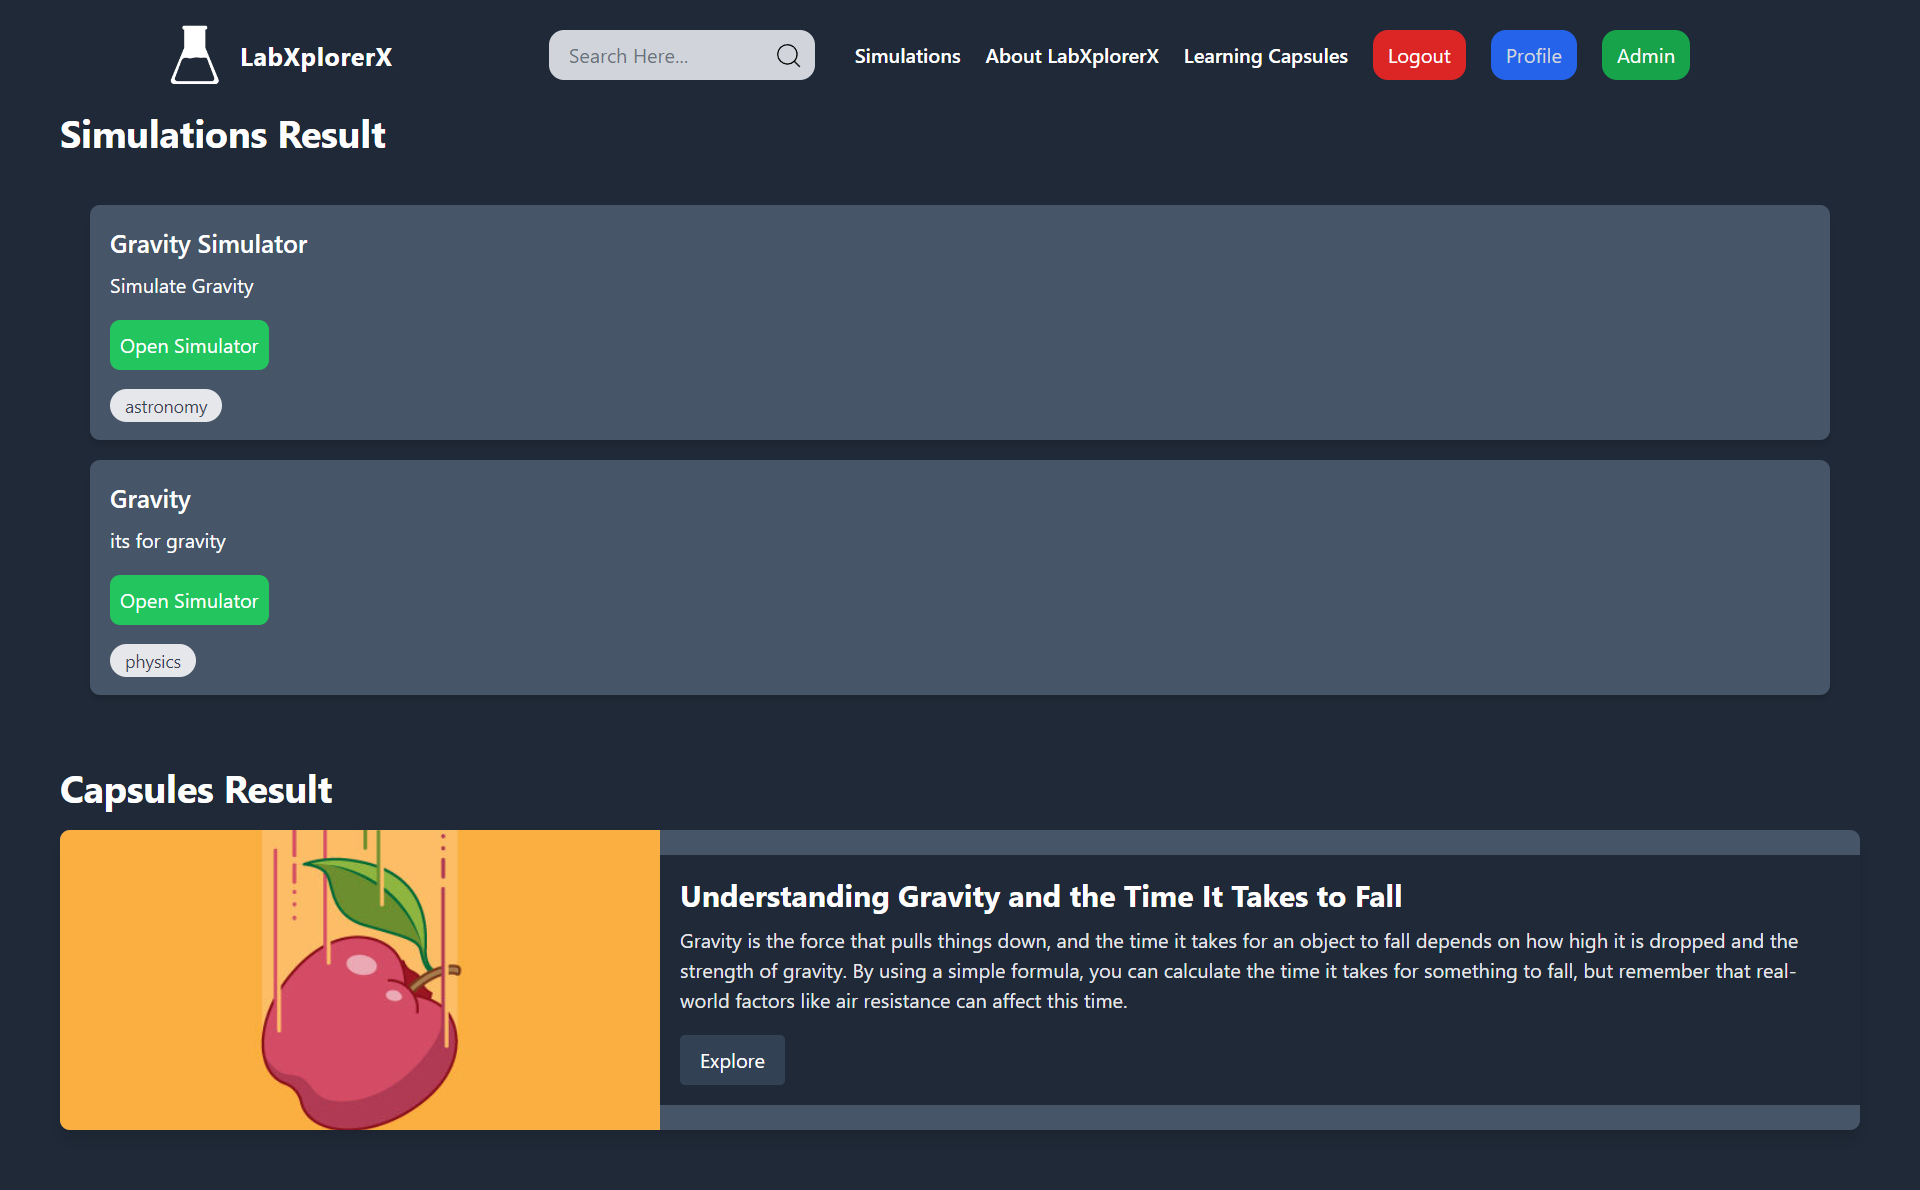 LabXplorerX
Search Here...
Simulations
About LabXplorerX
Learning Capsules
Logout
Profile
Admin
Simulations Result
Gravity Simulator
Simulate Gravity
Open Simulator
astronomy
Gravity
its for gravity
Open Simulator
physics
Capsules Result
Understanding Gravity and the Time It Takes to Fall
Gravity is the force that pulls things down, and the time it takes for an object to fall depends on how high it is dropped and the
strength of gravity. By using a simple formula, you can calculate the time it takes for something to fall, but remember that real-
world factors like air resistance can affect this time.
Explore